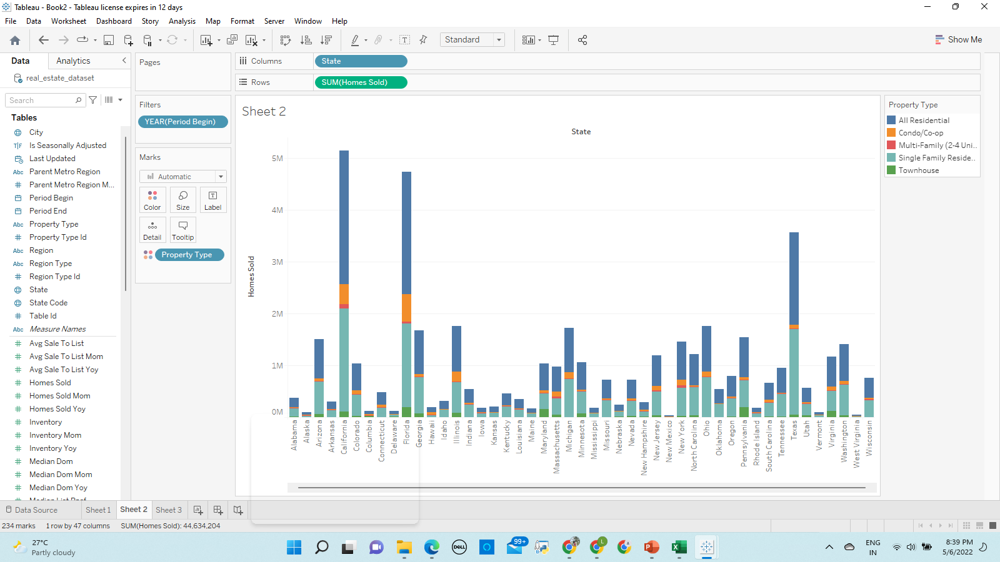 Tableau - Book2 - Tableau license expires in 12 days
File Data Worksheet Dashboard Story Analysis Map Format Server Window Help
Standard
Show Me
Data Analytics
real_estate_dataset
Search
Tables
City
Is Seasonally Adjusted
Last Updated
Abc Parent Metro Region
Parent Metro Region M...
Period Begin
Period End
Abc Property Type
Property Type Id
Abc Region
Abc Region Type
Region Type Id
State
State Code
Table Id
Abc Measure Names
Avg Sale To List
Avg Sale To List Mom
Avg Sale To List Yoy
Homes Sold
Homes Sold Mom
Homes Sold Yoy
Inventory
Inventory Mom
Inventory Yoy
Median Dom
Median Dom Mom
Median Dom Yoy
Pages
Filters
YEAR(Period Begin)
Marks
Automatic
Color Size Label
Detail Tooltip
Property Type
Columns State
Rows SUM(Homes Sold)
Sheet 2
State
Homes Sold
5M
4M
3M
2M
1M
0M
Alabama
Alaska
Arizona
Arkansas
California
Colorado
Columbia
Connecticut
Delaware
Florida
Georgia
Hawaii
Idaho
Illinois
Indiana
Iowa
Kansas
Kentucky
Louisiana
Maine
Maryland
Massachusetts
Michigan
Minnesota
Mississippi
Missouri
Nebraska
Nevada
New Hampshire
New Jersey
New Mexico
New York
North Carolina
Ohio
Oklahoma
Oregon
Pennsylvania
Rhode Island
South Carolina
Tennessee
Texas
Utah
Vermont
Virginia
Washington
West Virginia
Wisconsin
Property Type
All Residential
Condo/Co-op
Multi-Family (2-4 Uni..
Single Family Reside..
Townhouse
Data Source Sheet 1 Sheet 2 Sheet 3
234 marks 1 row by 47 columns SUM(Homes Sold): 44,634,204
27°C
Partly cloudy
DELL
99+
L
ENG
IN
8:39 PM
5/6/2022